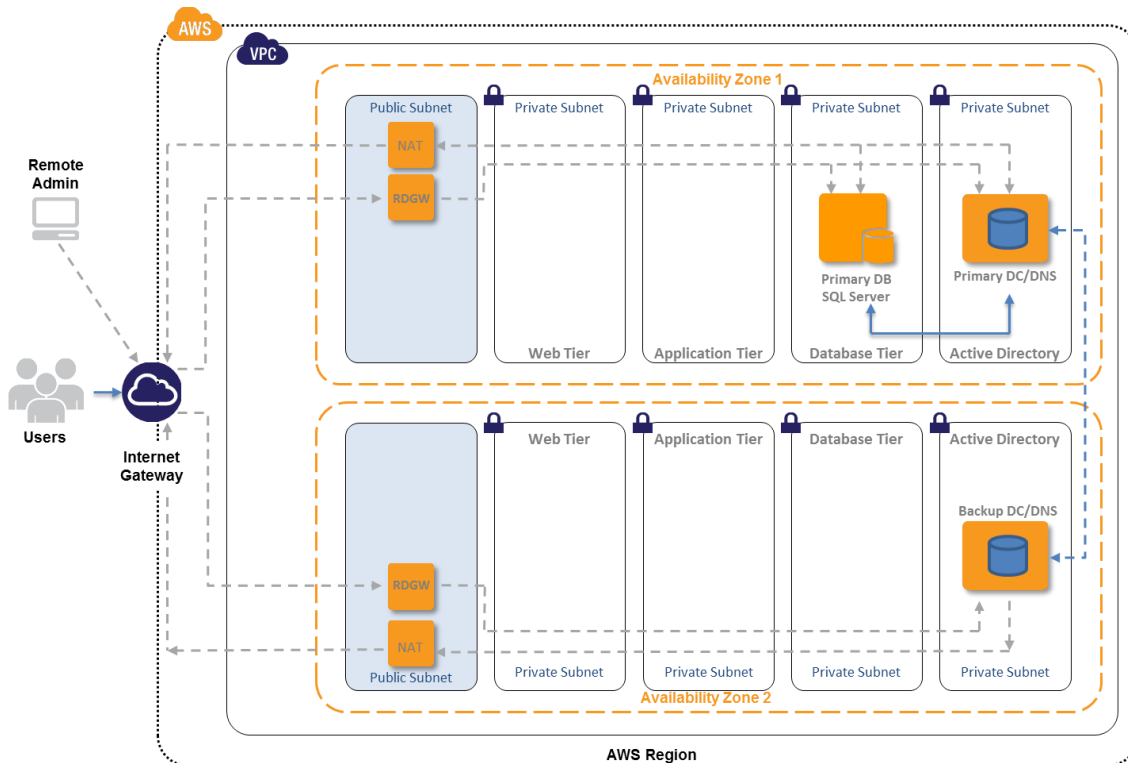 AWS
VPC
Availability Zone 1
Public Subnet
Private Subnet
Private Subnet
Private Subnet
Private Subnet
NAT
RDGW
Remote
Admin
Primary DB
SQL Server
Primary DC/DNS
Web Tier
Application Tier
Database Tier
Active Directory
Users
Internet
Gateway
Web Tier
Application Tier
Database Tier
Active Directory
Backup DC/DNS
RDGW
NAT
Public Subnet
Private Subnet
Private Subnet
Private Subnet
Private Subnet
Availability Zone 2
AWS Region